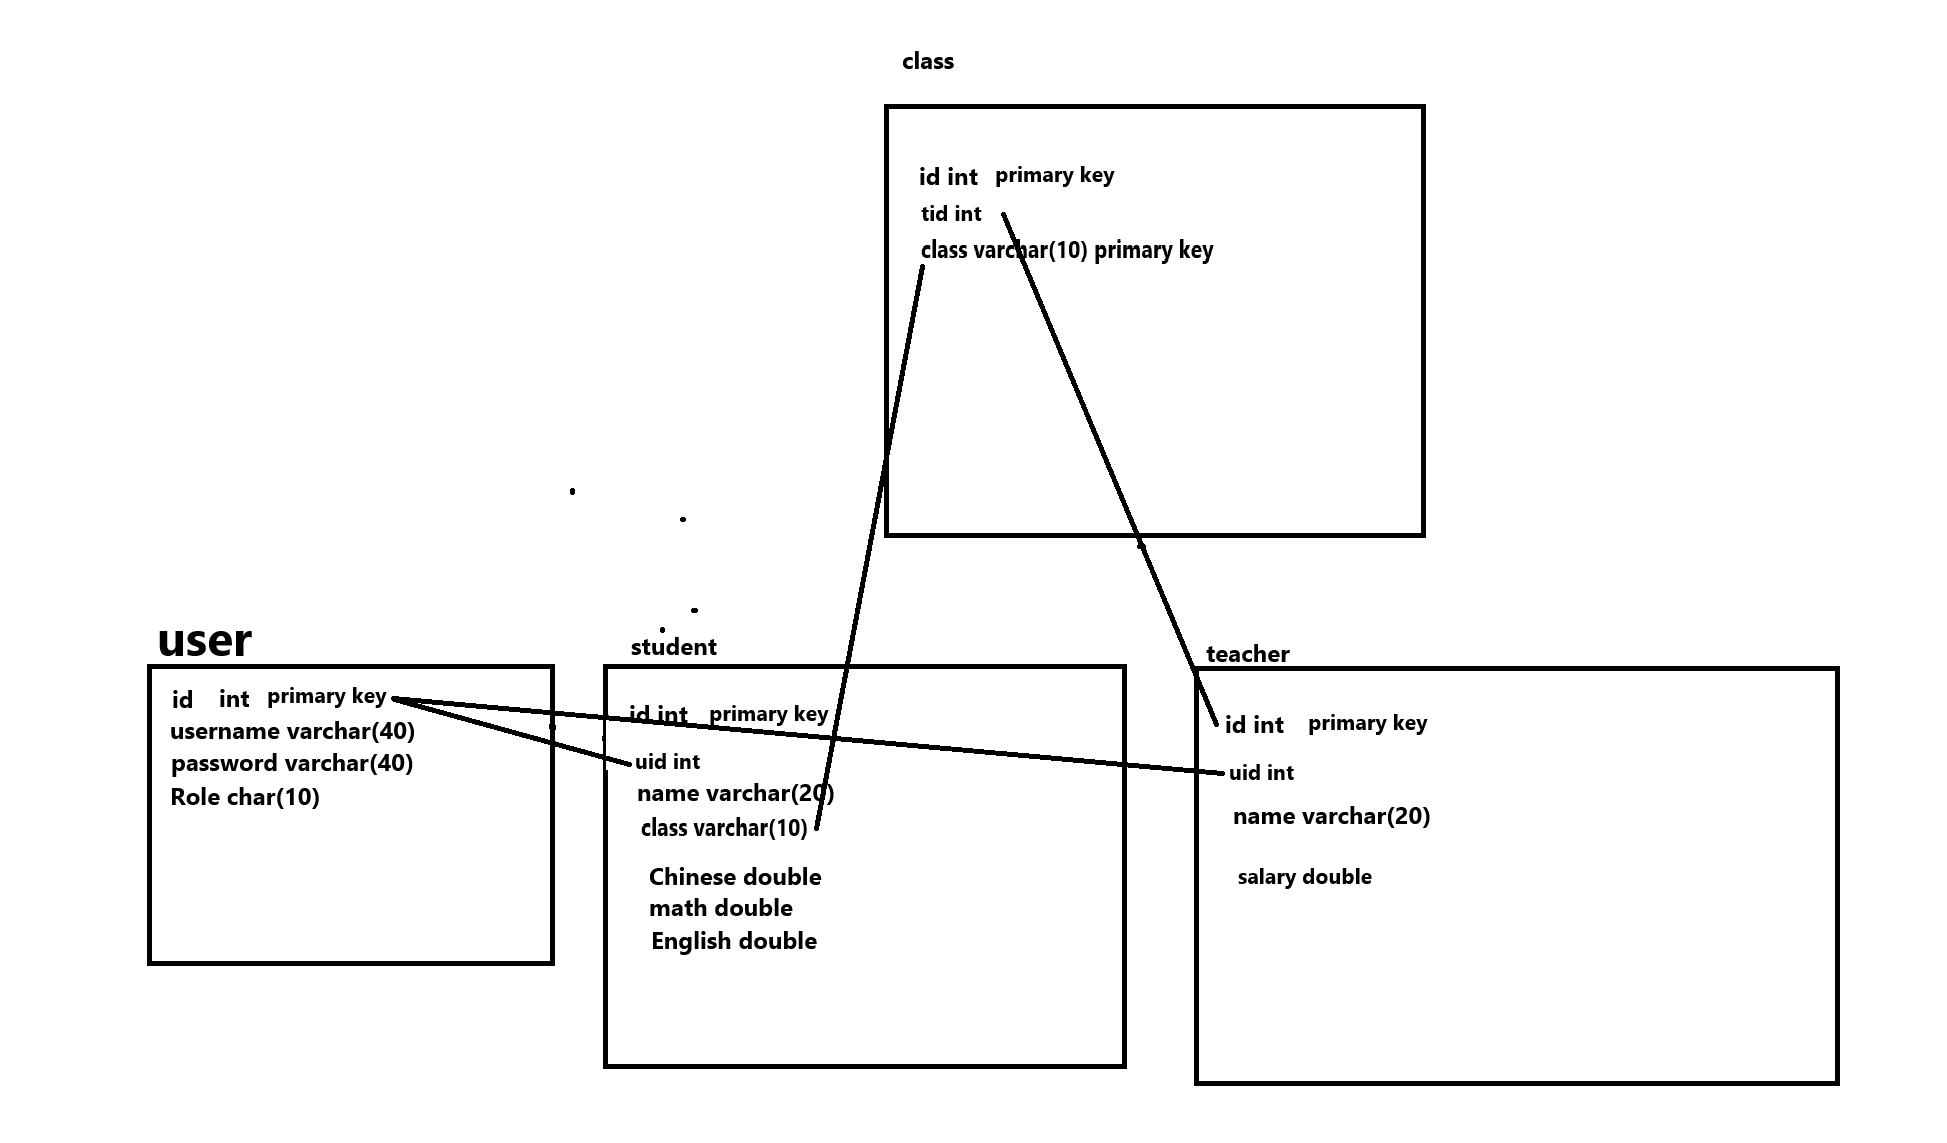 class
id int primary key
tid int
class varchar(10) primary key
user
id int primary key
username varchar(40)
password varchar(40)
Role char(10)
student
id int primary key
uid int
name varchar(20)
class varchar(10)
Chinese double
math double
English double
teacher
id int primary key
uid int
name varchar(20)
salary double